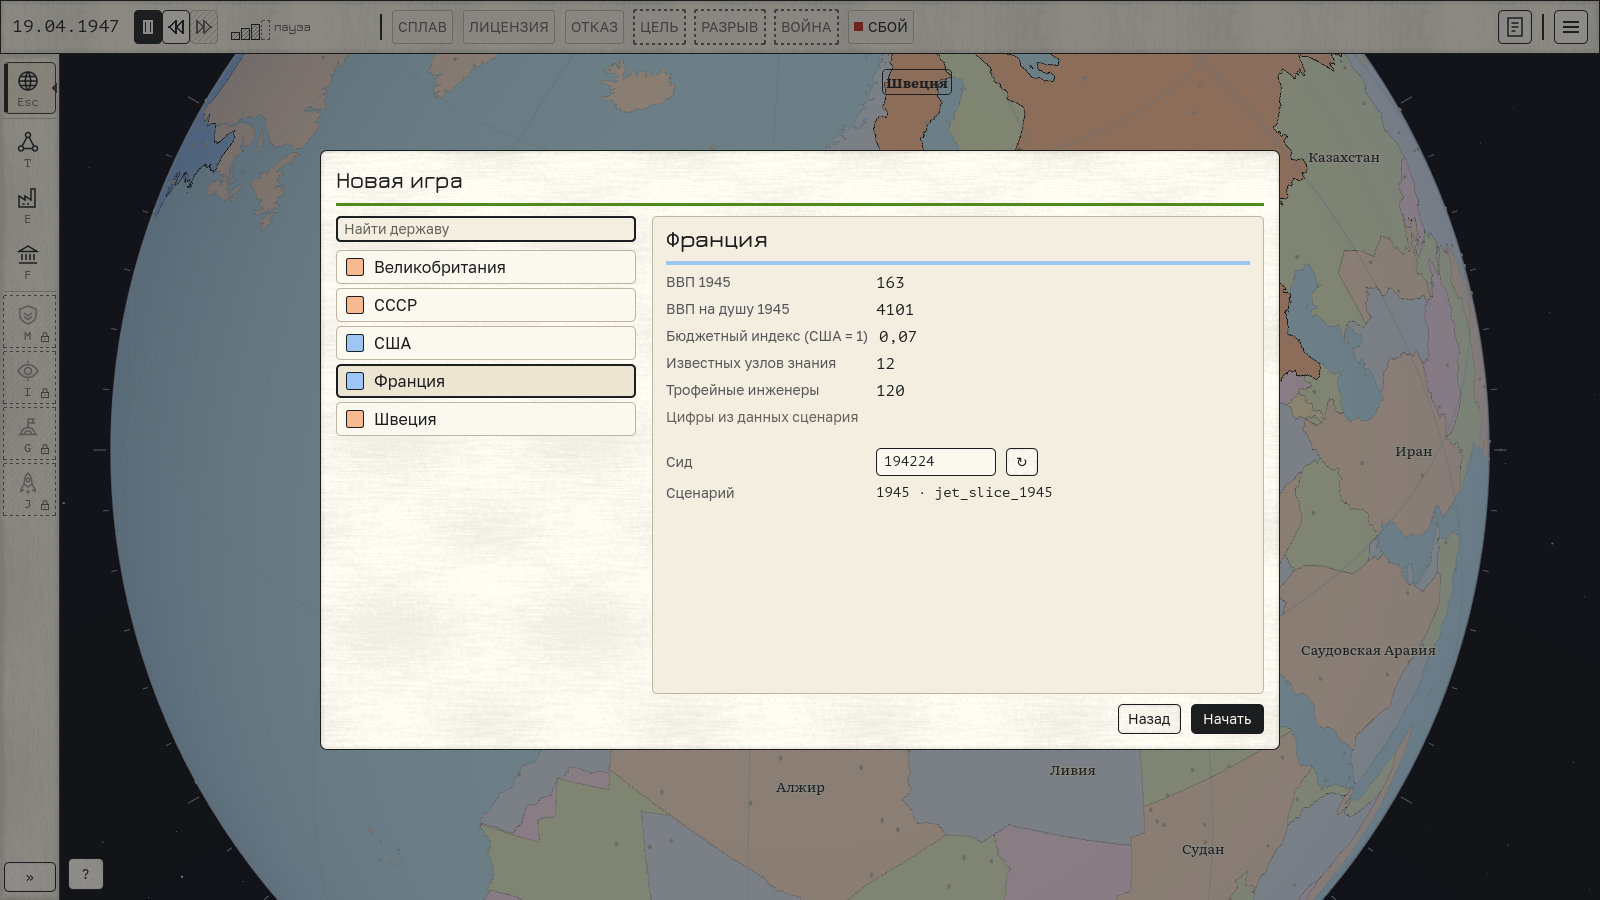 19.04.1947 пауза СПЛАВ ЛИЦЕНЗИЯ ОТКАЗ ЦЕЛЬ РАЗРЫВ ВОЙНА СБОЙ
Esc
T
E
F
M
I
G
J
»
?
Швеция
Казахстан
Иран
Саудовская Аравия
Ливия
Алжир
Судан
Новая игра
Найти державу
Великобритания
СССР
США
Франция
Швеция
Франция
ВВП 1945 163
ВВП на душу 1945 4101
Бюджетный индекс (США = 1) 0,07
Известных узлов знания 12
Трофейные инженеры 120
Цифры из данных сценария
Сид 194224 ↻
Сценарий 1945 · jet_slice_1945
Назад Начать